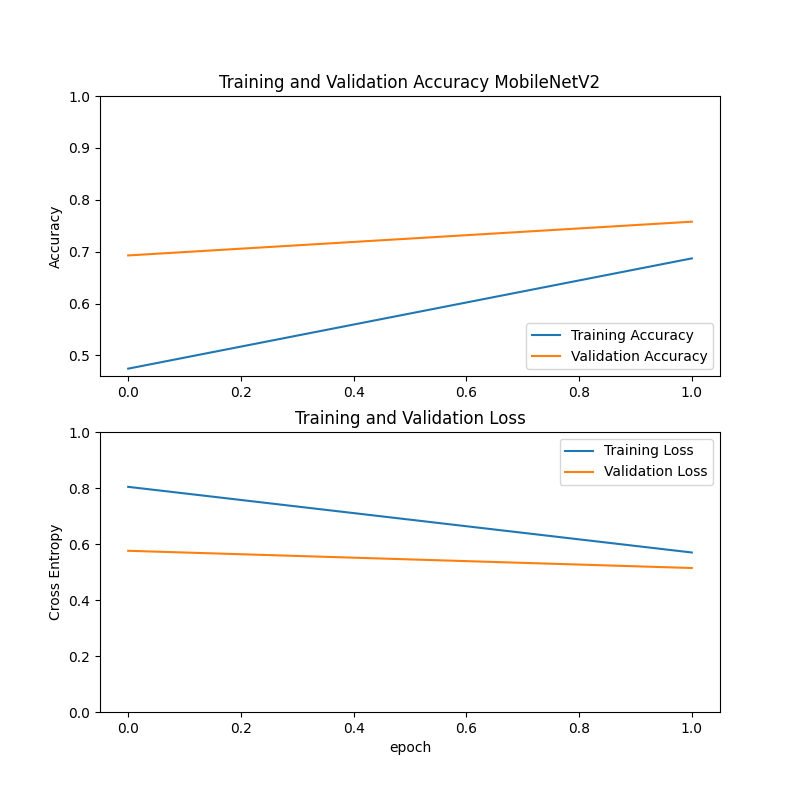 Training and Validation Accuracy MobileNetV2
1.0
0.9
0.8
0.7
0.6
0.5
Accuracy
Training Accuracy
Validation Accuracy
0.0 0.2 0.4 0.6 0.8 1.0
Training and Validation Loss
1.0
0.8
0.6
0.4
0.2
0.0
Cross Entropy
Training Loss
Validation Loss
0.0 0.2 0.4 0.6 0.8 1.0
epoch